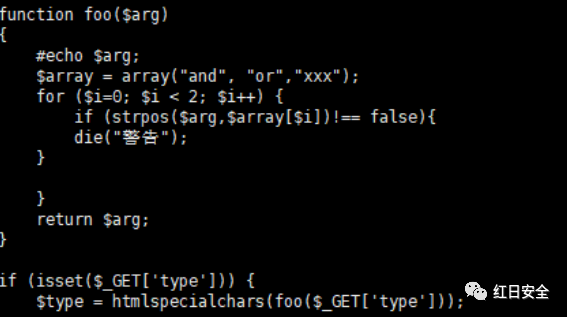 function foo($arg)
{
    #echo $arg;
    $array = array("and", "or","xxx");
    for ($i=0; $i < 2; $i++) {
        if (strpos($arg,$array[$i])!== false){
        die("警告");
    }

    }
    return $arg;
}

if (isset($_GET['type'])) {
    $type = htmlspecialchars(foo($_GET['type']));
红日安全